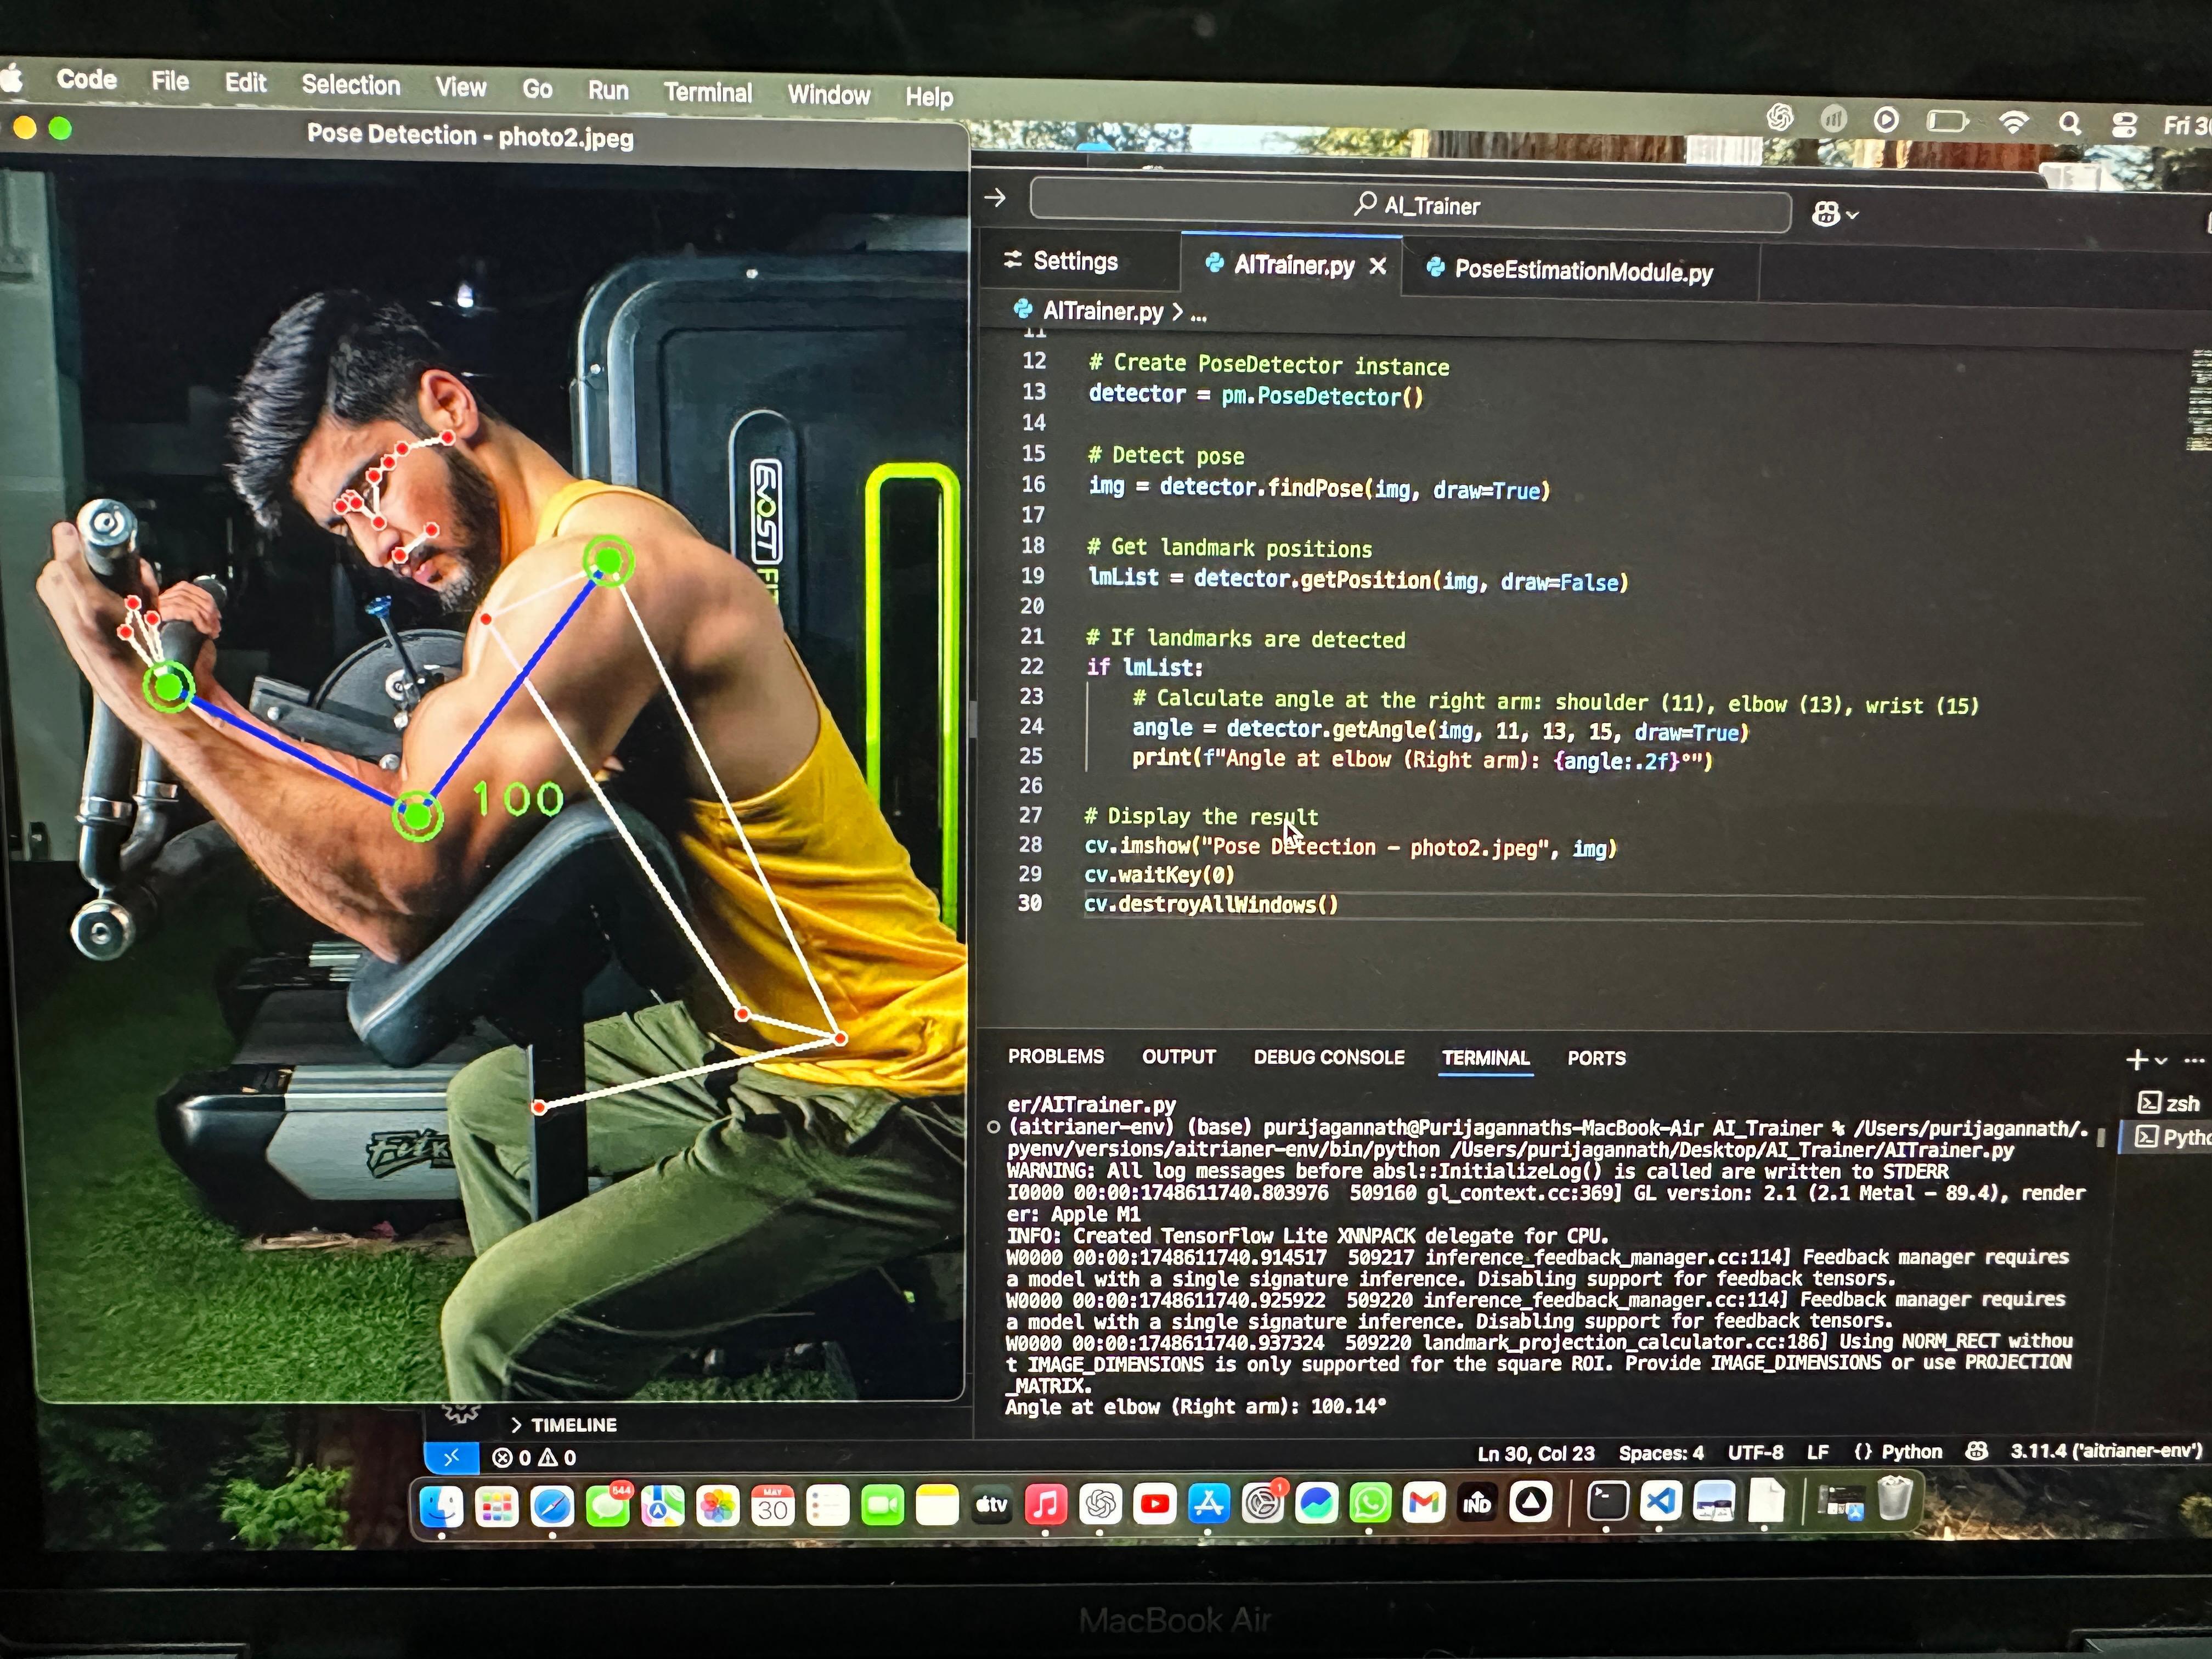 Code File Edit Selection View Go Run Terminal Window Help
Pose Detection - photo2.jpeg
EVOST
100
AI_Trainer
Settings
AITrainer.py
PoseEstimationModule.py
AITrainer.py > ...
11
12 # Create PoseDetector instance
13 detector = pm.PoseDetector()
14
15 # Detect pose
16 img = detector.findPose(img, draw=True)
17
18 # Get landmark positions
19 lmList = detector.getPosition(img, draw=False)
20
21 # If landmarks are detected
22 if lmList:
23 # Calculate angle at the right arm: shoulder (11), elbow (13), wrist (15)
24 angle = detector.getAngle(img, 11, 13, 15, draw=True)
25 print(f"Angle at elbow (Right arm): {angle:.2f}°")
26
27 # Display the result
28 cv.imshow("Pose Detection - photo2.jpeg", img)
29 cv.waitKey(0)
30 cv.destroyAllWindows()
PROBLEMS OUTPUT DEBUG CONSOLE TERMINAL PORTS
er/AITrainer.py
(aitrianer-env) (base) purijagannath@Purijagannaths-MacBook-Air AI_Trainer % /Users/purijagannath/.
pyenv/versions/aitrianer-env/bin/python /Users/purijagannath/Desktop/AI_Trainer/AITrainer.py
WARNING: All log messages before absl::InitializeLog() is called are written to STDERR
I0000 00:00:1748611740.803976 509160 gl_context.cc:369] GL version: 2.1 (2.1 Metal - 89.4), render
er: Apple M1
INFO: Created TensorFlow Lite XNNPACK delegate for CPU.
W0000 00:00:1748611740.914517 509217 inference_feedback_manager.cc:114] Feedback manager requires
a model with a single signature inference. Disabling support for feedback tensors.
W0000 00:00:1748611740.925922 509220 inference_feedback_manager.cc:114] Feedback manager requires
a model with a single signature inference. Disabling support for feedback tensors.
W0000 00:00:1748611740.937324 509220 landmark_projection_calculator.cc:186] Using NORM_RECT withou
t IMAGE_DIMENSIONS is only supported for the square ROI. Provide IMAGE_DIMENSIONS or use PROJECTION
_MATRIX.
Angle at elbow (Right arm): 100.14°
zsh
TIMELINE
0 0
Ln 30, Col 23 Spaces: 4 UTF-8 LF {} Python 3.11.4 ('aitrianer-env')
544
MAY
30
tv
1
IND
MacBook Air